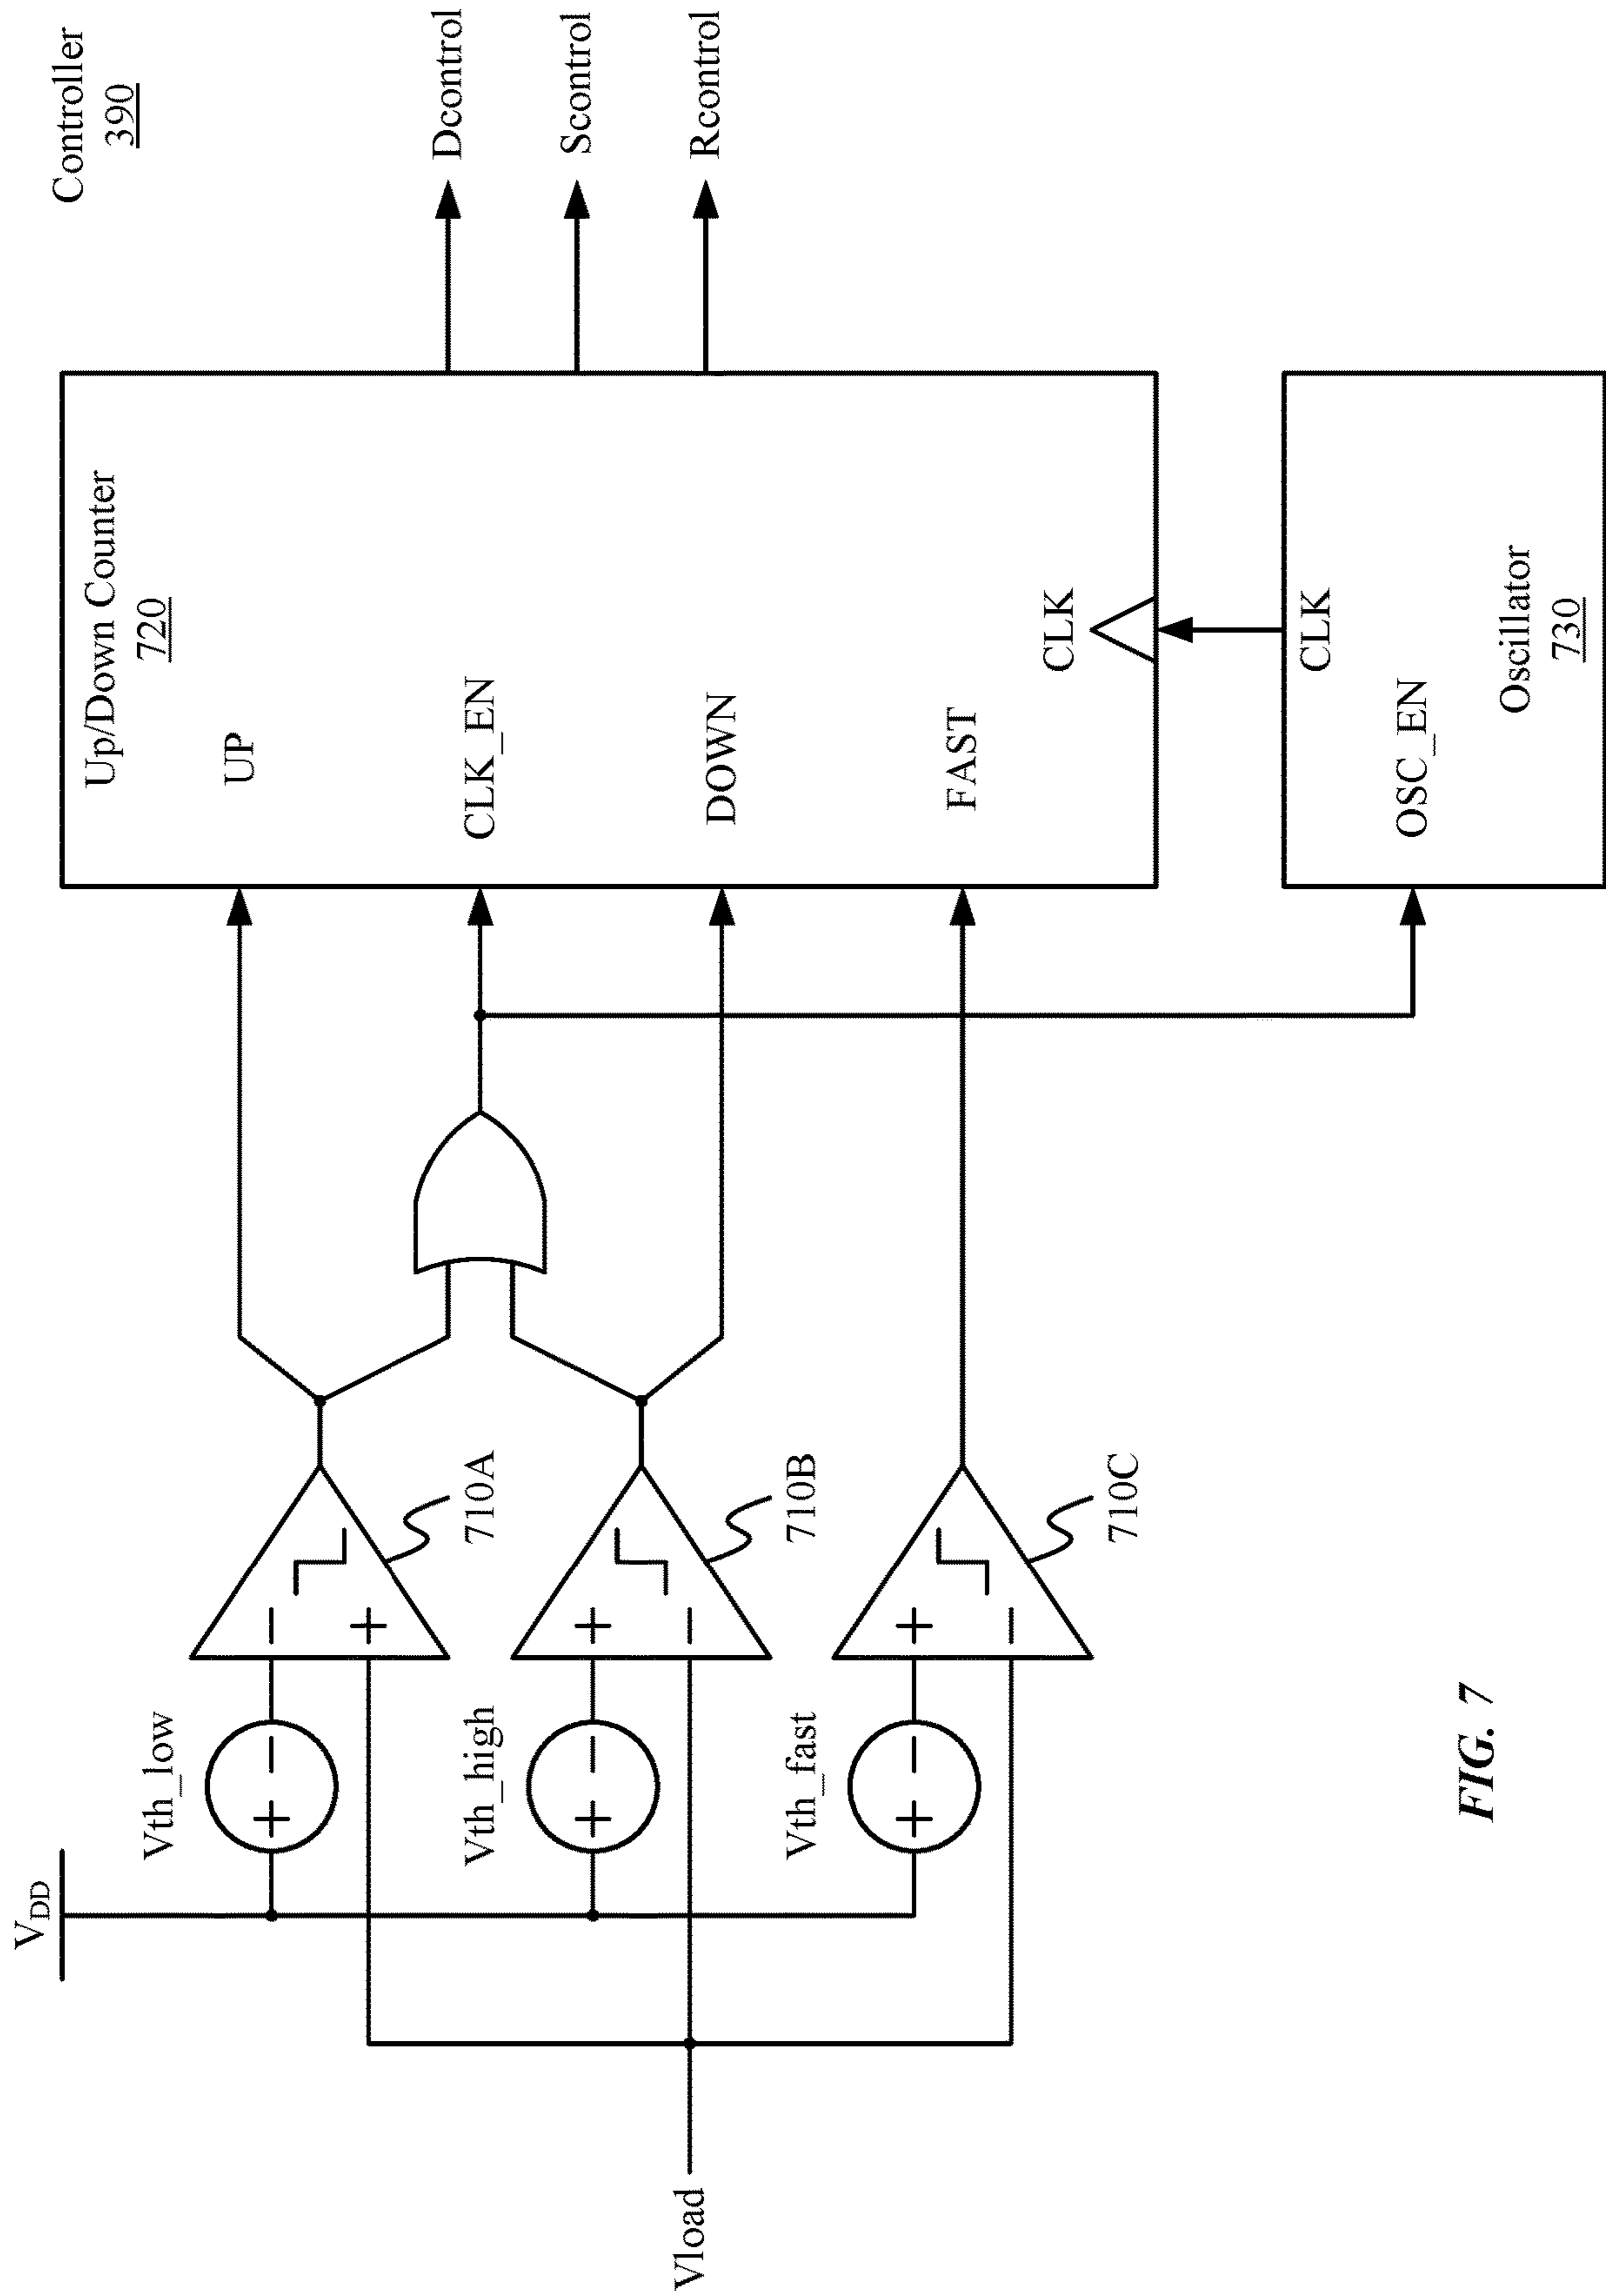 Controller
390
V_DD
Vth_low
Vth_high
Vth_fast
Vload
−
+
+
−
+
−
+
−
+
−
+
−
710A
710B
710C
Up/Down Counter
720
UP
CLK_EN
DOWN
FAST
CLK
Dcontrol
Scontrol
Rcontrol
CLK
OSC_EN
Oscillator
730
FIG. 7